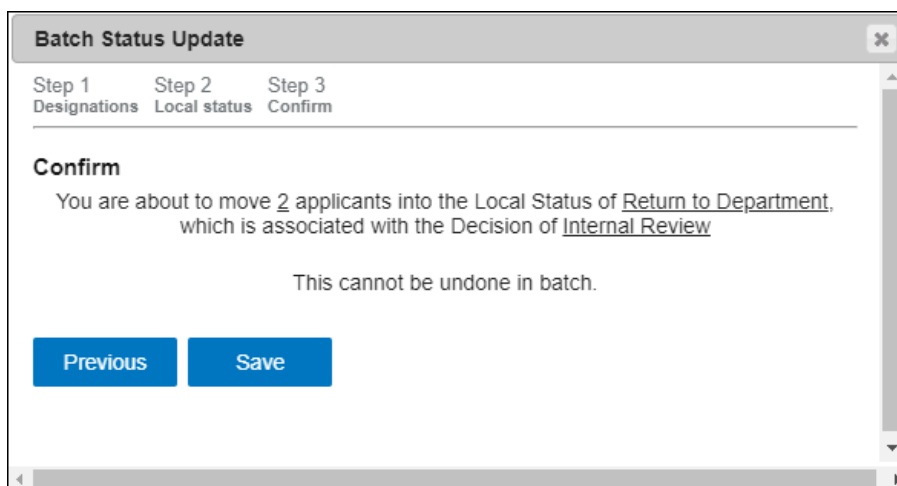 Batch Status Update
Step 1 Step 2 Step 3
Designations Local status Confirm
Confirm
You are about to move 2 applicants into the Local Status of Return to Department,
which is associated with the Decision of Internal Review
This cannot be undone in batch.
Previous Save